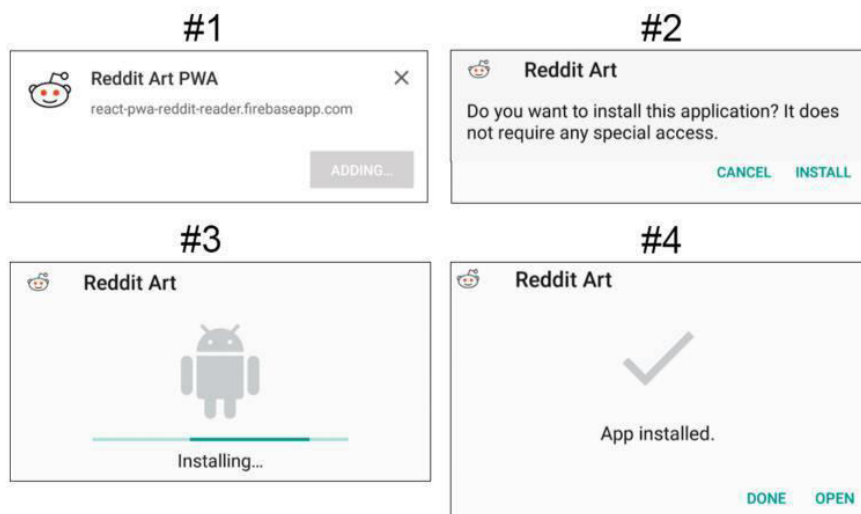 #1
Reddit Art PWA
react-pwa-reddit-reader.firebaseapp.com
ADDING...
#2
Reddit Art
Do you want to install this application? It does
not require any special access.
CANCEL INSTALL
#3
Reddit Art
Installing...
#4
Reddit Art
App installed.
DONE OPEN